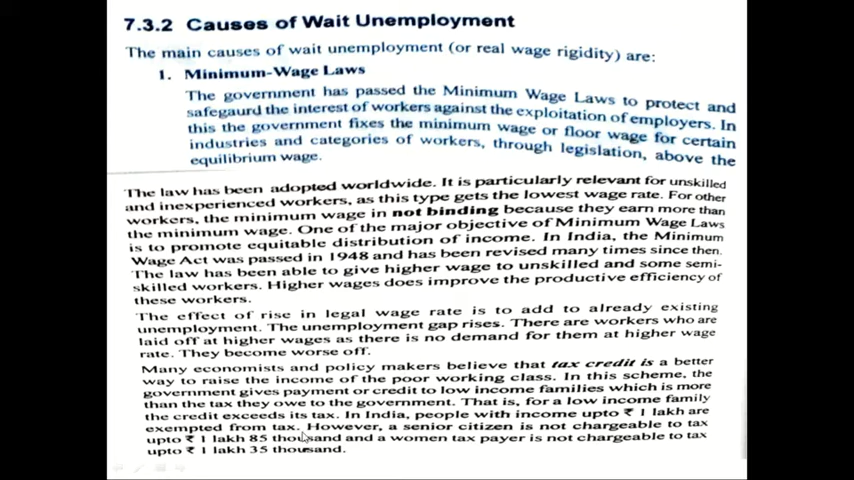 7.3.2 Causes of Wait Unemployment
The main causes of wait unemployment (or real wage rigidity) are:
1. Minimum-Wage Laws
The government has passed the Minimum Wage Laws to protect and
safegaurd the interest of workers against the exploitation of employers. In
this the government fixes the minimum wage or floor wage for certain
industries and categories of workers, through legislation, above the
equilibrium wage.
The law has been adopted worldwide. It is particularly relevant for unskilled
and inexperienced workers, as this type gets the lowest wage rate. For other
workers, the minimum wage in not binding because they earn more than
the minimum wage. One of the major objective of Minimum Wage Laws
is to promote equitable distribution of income. In India, the Minimum
Wage Act was passed in 1948 and has been revised many times since then.
The law has been able to give higher wage to unskilled and some semi-
skilled workers. Higher wages does improve the productive efficiency of
these workers.
The effect of rise in legal wage rate is to add to already existing
unemployment. The unemployment gap rises. There are workers who are
laid off at higher wages as there is no demand for them at higher wage
rate. They become worse off.
Many economists and policy makers believe that tax credit is a better
way to raise the income of the poor working class. In this scheme, the
government gives payment or credit to low income families which is more
than the tax they owe to the government. That is, for a low income family
the credit exceeds its tax. In India, people with income upto ₹ 1 lakh are
exempted from tax. However, a senior citizen is not chargeable to tax
upto ₹ 1 lakh 85 thousand and a women tax payer is not chargeable to tax
upto ₹ 1 lakh 35 thousand.